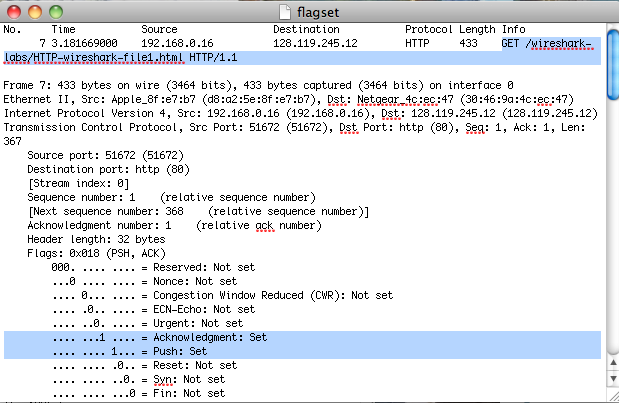 flagset
No. Time Source Destination Protocol Length Info
7 3.181669000 192.168.0.16 128.119.245.12 HTTP 433 GET /wireshark-
labs/HTTP-wireshark-file1.html HTTP/1.1
Frame 7: 433 bytes on wire (3464 bits), 433 bytes captured (3464 bits) on interface 0
Ethernet II, Src: Apple_8f:e7:b7 (d8:a2:5e:8f:e7:b7), Dst: Netgear_4c:ec:47 (30:46:9a:4c:ec:47)
Internet Protocol Version 4, Src: 192.168.0.16 (192.168.0.16), Dst: 128.119.245.12 (128.119.245.12)
Transmission Control Protocol, Src Port: 51672 (51672), Dst Port: http (80), Seq: 1, Ack: 1, Len:
367
Source port: 51672 (51672)
Destination port: http (80)
[Stream index: 0]
Sequence number: 1 (relative sequence number)
[Next sequence number: 368 (relative sequence number)]
Acknowledgment number: 1 (relative ack number)
Header length: 32 bytes
Flags: 0x018 (PSH, ACK)
000. .... .... = Reserved: Not set
...0 .... .... = Nonce: Not set
.... 0... .... = Congestion Window Reduced (CWR): Not set
.... .0.. .... = ECN-Echo: Not set
.... ..0. .... = Urgent: Not set
.... ...1 .... = Acknowledgment: Set
.... .... 1... = Push: Set
.... .... .0.. = Reset: Not set
.... .... ..0. = Syn: Not set
.... .... ...0 = Fin: Not set